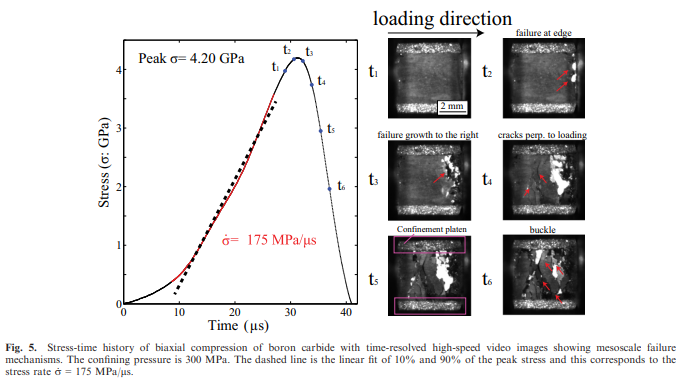 loading direction
Peak σ= 4.20 GPa
t₁
t₂
t₃
t₄
t₅
t₆
σ̇= 175 MPa/μs
Stress (σ: GPa)
4
3
2
1
0
0
10
20
30
40
Time (μs)
t₁
2 mm
failure at edge
t₂
failure growth to the right
t₃
cracks perp. to loading
t₄
Confinement platen
t₅
buckle
t₆
Fig. 5. Stress-time history of biaxial compression of boron carbide with time-resolved high-speed video images showing mesoscale failure
mechanisms. The confining pressure is 300 MPa. The dashed line is the linear fit of 10% and 90% of the peak stress and this corresponds to the
stress rate σ̇ = 175 MPa/μs.